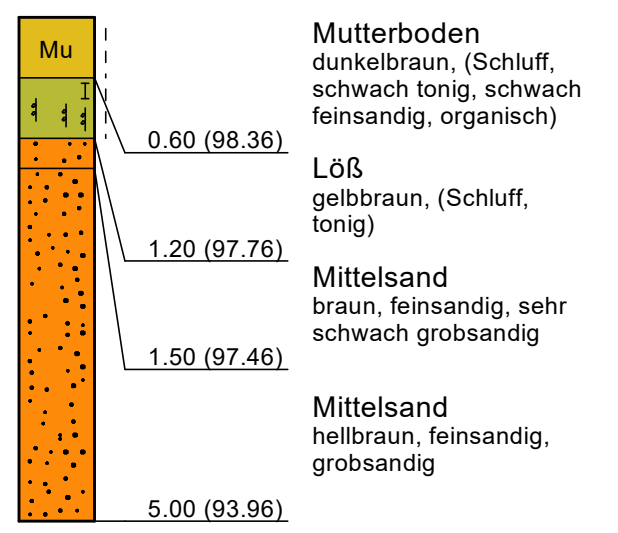 Mu
Mutterboden
dunkelbraun, (Schluff,
schwach tonig, schwach
feinsandig, organisch)
0.60 (98.36)
Löß
gelbbraun, (Schluff,
tonig)
1.20 (97.76)
Mittelsand
braun, feinsandig, sehr
schwach grobsandig
1.50 (97.46)
Mittelsand
hellbraun, feinsandig,
grobsandig
5.00 (93.96)